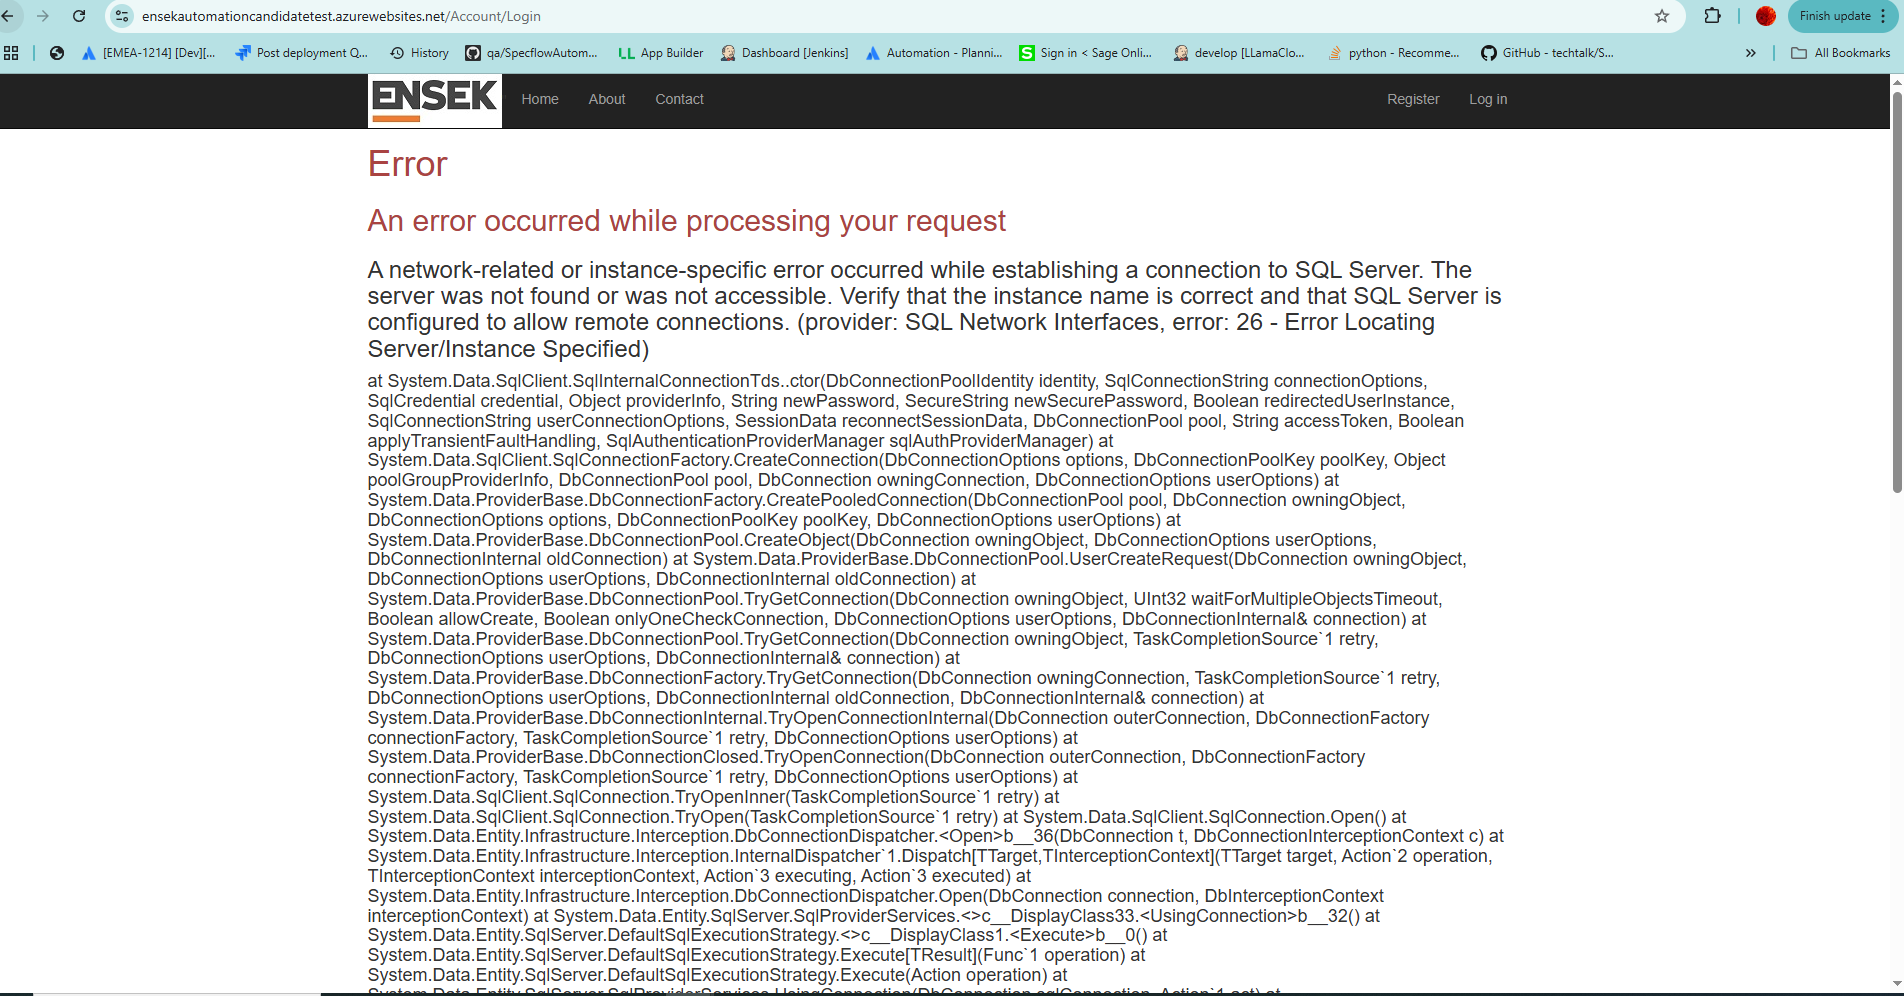 ensekautomationcandidatetest.azurewebsites.net/Account/Login
Finish update
[EMEA-1214] [Dev][...
Post deployment Q...
History
qa/SpecflowAutom...
App Builder
Dashboard [Jenkins]
Automation - Planni...
Sign in < Sage Onli...
develop [LLamaClo...
python - Recomme...
GitHub - techtalk/S...
»
All Bookmarks
ENSEK
Home
About
Contact
Register
Log in
Error
An error occurred while processing your request
A network-related or instance-specific error occurred while establishing a connection to SQL Server. The
server was not found or was not accessible. Verify that the instance name is correct and that SQL Server is
configured to allow remote connections. (provider: SQL Network Interfaces, error: 26 - Error Locating
Server/Instance Specified)
at System.Data.SqlClient.SqlInternalConnectionTds..ctor(DbConnectionPoolIdentity identity, SqlConnectionString connectionOptions,
SqlCredential credential, Object providerInfo, String newPassword, SecureString newSecurePassword, Boolean redirectedUserInstance,
SqlConnectionString userConnectionOptions, SessionData reconnectSessionData, DbConnectionPool pool, String accessToken, Boolean
applyTransientFaultHandling, SqlAuthenticationProviderManager sqlAuthProviderManager) at
System.Data.SqlClient.SqlConnectionFactory.CreateConnection(DbConnectionOptions options, DbConnectionPoolKey poolKey, Object
poolGroupProviderInfo, DbConnectionPool pool, DbConnection owningConnection, DbConnectionOptions userOptions) at
System.Data.ProviderBase.DbConnectionFactory.CreatePooledConnection(DbConnectionPool pool, DbConnection owningObject,
DbConnectionOptions options, DbConnectionPoolKey poolKey, DbConnectionOptions userOptions) at
System.Data.ProviderBase.DbConnectionPool.CreateObject(DbConnection owningObject, DbConnectionOptions userOptions,
DbConnectionInternal oldConnection) at System.Data.ProviderBase.DbConnectionPool.UserCreateRequest(DbConnection owningObject,
DbConnectionOptions userOptions, DbConnectionInternal oldConnection) at
System.Data.ProviderBase.DbConnectionPool.TryGetConnection(DbConnection owningObject, UInt32 waitForMultipleObjectsTimeout,
Boolean allowCreate, Boolean onlyOneCheckConnection, DbConnectionOptions userOptions, DbConnectionInternal& connection) at
System.Data.ProviderBase.DbConnectionPool.TryGetConnection(DbConnection owningObject, TaskCompletionSource`1 retry,
DbConnectionOptions userOptions, DbConnectionInternal& connection) at
System.Data.ProviderBase.DbConnectionFactory.TryGetConnection(DbConnection owningConnection, TaskCompletionSource`1 retry,
DbConnectionOptions userOptions, DbConnectionInternal oldConnection, DbConnectionInternal& connection) at
System.Data.ProviderBase.DbConnectionInternal.TryOpenConnectionInternal(DbConnection outerConnection, DbConnectionFactory
connectionFactory, TaskCompletionSource`1 retry, DbConnectionOptions userOptions) at
System.Data.ProviderBase.DbConnectionClosed.TryOpenConnection(DbConnection outerConnection, DbConnectionFactory
connectionFactory, TaskCompletionSource`1 retry, DbConnectionOptions userOptions) at
System.Data.SqlClient.SqlConnection.TryOpenInner(TaskCompletionSource`1 retry) at
System.Data.SqlClient.SqlConnection.TryOpen(TaskCompletionSource`1 retry) at System.Data.SqlClient.SqlConnection.Open() at
System.Data.Entity.Infrastructure.Interception.DbConnectionDispatcher.<Open>b__36(DbConnection t, DbConnectionInterceptionContext c) at
System.Data.Entity.Infrastructure.Interception.InternalDispatcher`1.Dispatch[TTarget,TInterceptionContext](TTarget target, Action`2 operation,
TInterceptionContext interceptionContext, Action`3 executing, Action`3 executed) at
System.Data.Entity.Infrastructure.Interception.DbConnectionDispatcher.Open(DbConnection connection, DbInterceptionContext
interceptionContext) at System.Data.Entity.SqlServer.SqlProviderServices.<>c__DisplayClass33.<UsingConnection>b__32() at
System.Data.Entity.SqlServer.DefaultSqlExecutionStrategy.<>c__DisplayClass1.<Execute>b__0() at
System.Data.Entity.SqlServer.DefaultSqlExecutionStrategy.Execute[TResult](Func`1 operation) at
System.Data.Entity.SqlServer.DefaultSqlExecutionStrategy.Execute(Action operation) at
System.Data.Entity.SqlServer.SqlProviderServices.UsingConnection(DbConnection sqlConnection, Action`1 act) at